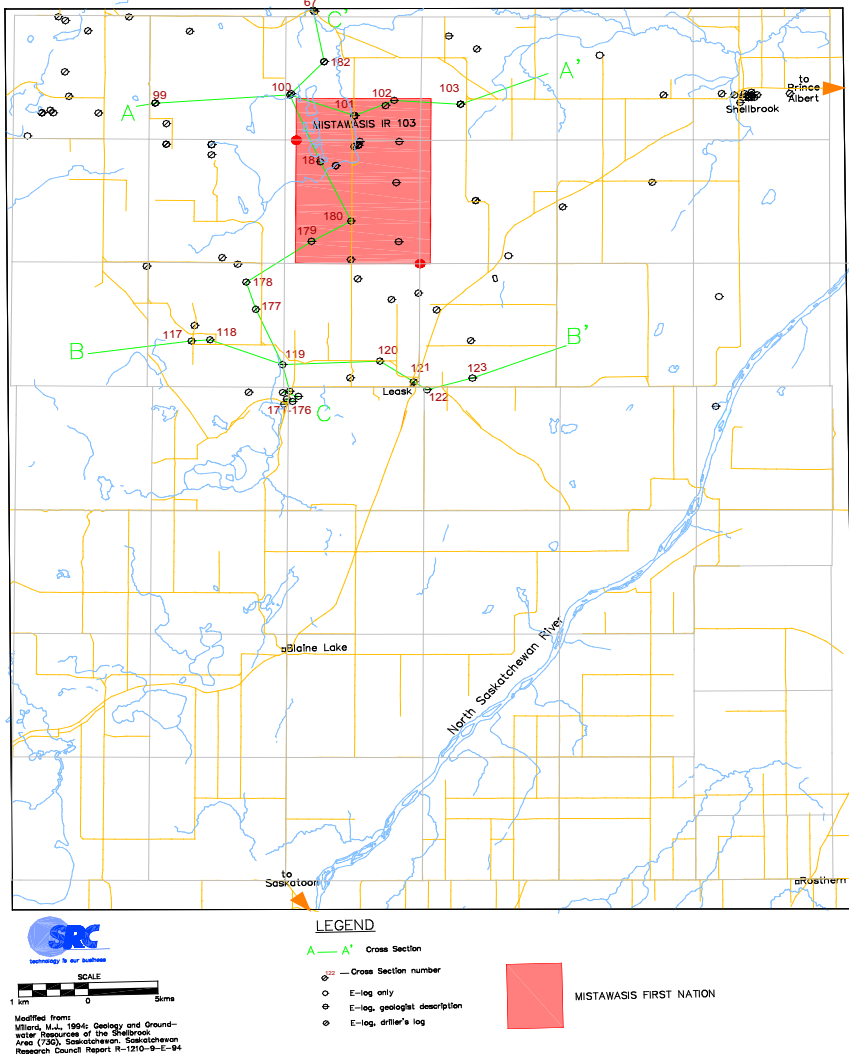 67
C'
182
A'
to
Prince
Albert
99
100
102
103
A
101
Shellbrook
MISTAWASIS IR 103
181
180
179
178
177
117
118
B'
B
119
120
121
123
Leask
122
171-176
C
Blaine Lake
North Saskatchewan River
to
Saskatoon
Rosthern
SRC
technology is our business
SCALE
1 km
0
5kms
Modified from:
Millard, M.J., 1994: Geology and Ground-
water Resources of the Shellbrook
Area (73G), Saskatchewan. Saskatchewan
Research Council Report R-1210-9-E-94
LEGEND
A — A' Cross Section
122 — Cross Section number
E-log only
E-log, geologist description
E-log, driller's log
MISTAWASIS FIRST NATION